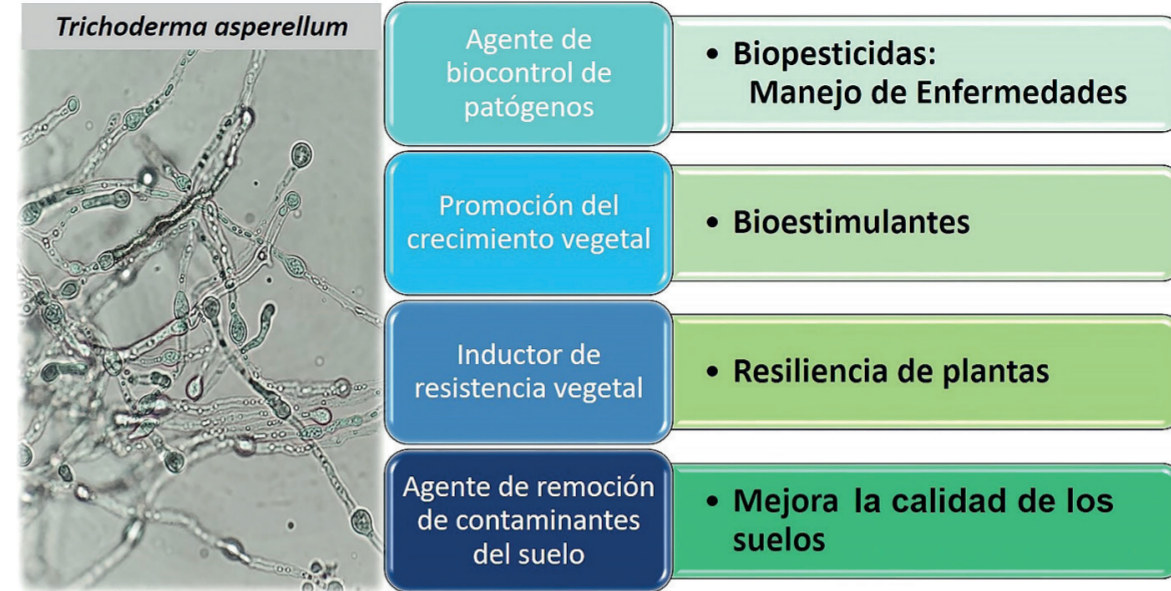 Trichoderma asperellum
Agente de
biocontrol de
patógenos
• Biopesticidas:
Manejo de Enfermedades
Promoción del
crecimiento vegetal
• Bioestimulantes
Inductor de
resistencia vegetal
• Resiliencia de plantas
Agente de remoción
de contaminantes
del suelo
• Mejora la calidad de los
suelos